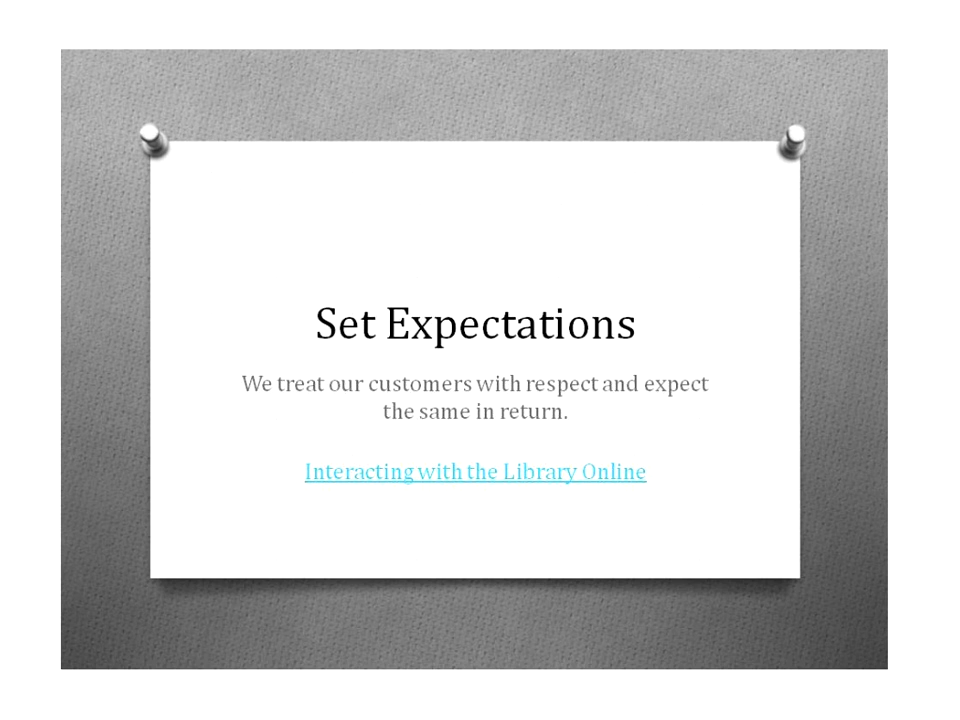 Set Expectations
We treat our customers with respect and expect
the same in return.
Interacting with the Library Online